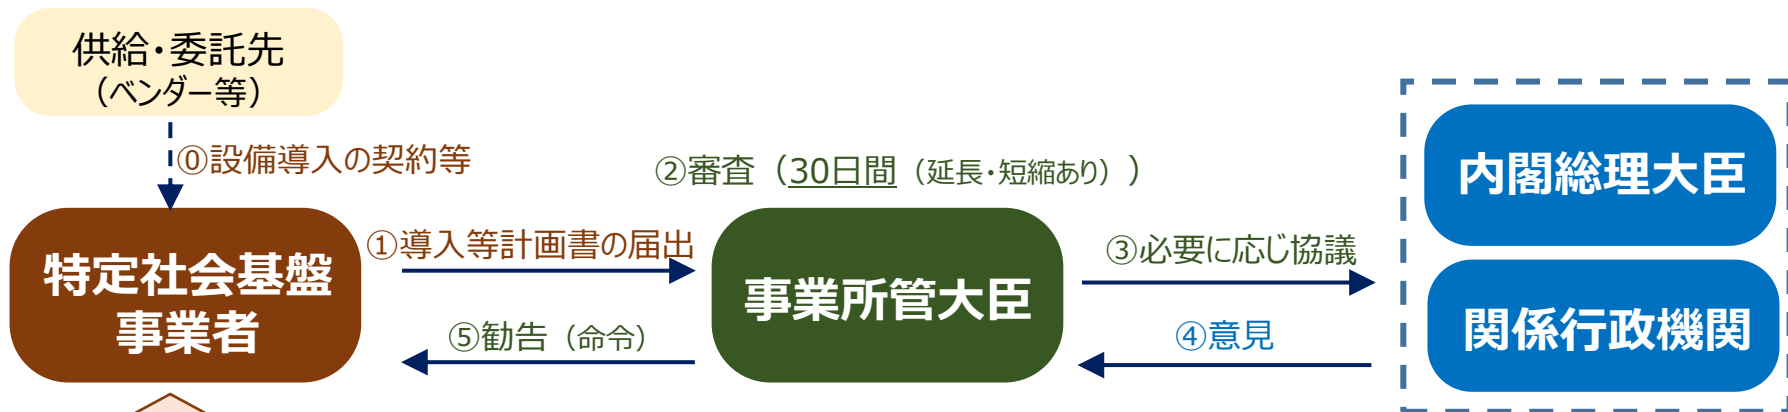 供給・委託先
（ベンダー等）
⓪設備導入の契約等
②審査（30日間（延長・短縮あり））
内閣総理大臣
特定社会基盤
事業者
①導入等計画書の届出
事業所管大臣
③必要に応じ協議
関係行政機関
⑤勧告（命令）
④意見